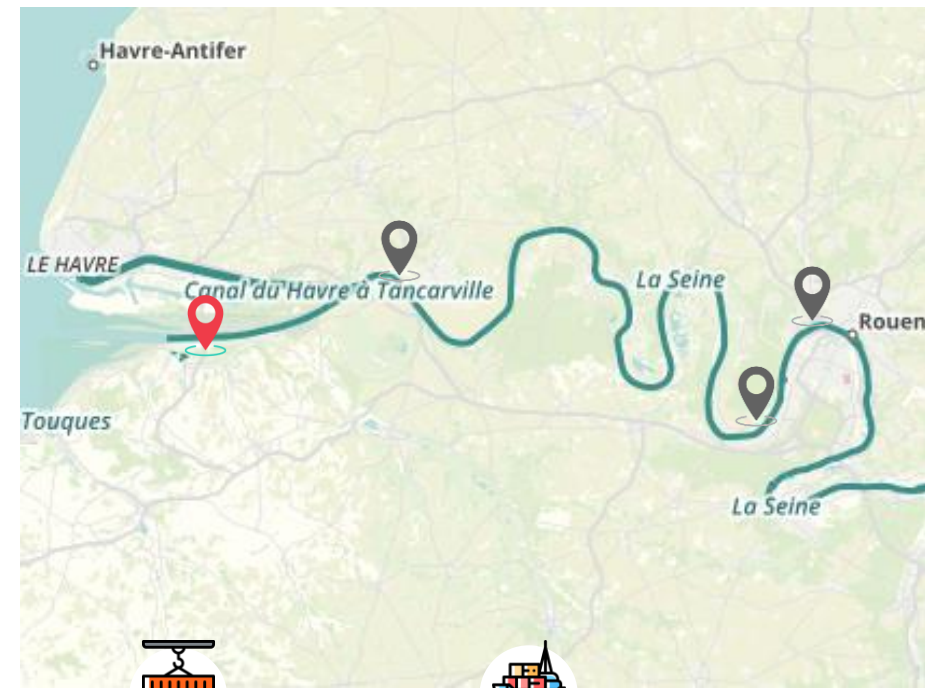 Havre-Antifer
LE HAVRE
Canal du Havre à Tancarville
La Seine
Rouen
Touques
La Seine